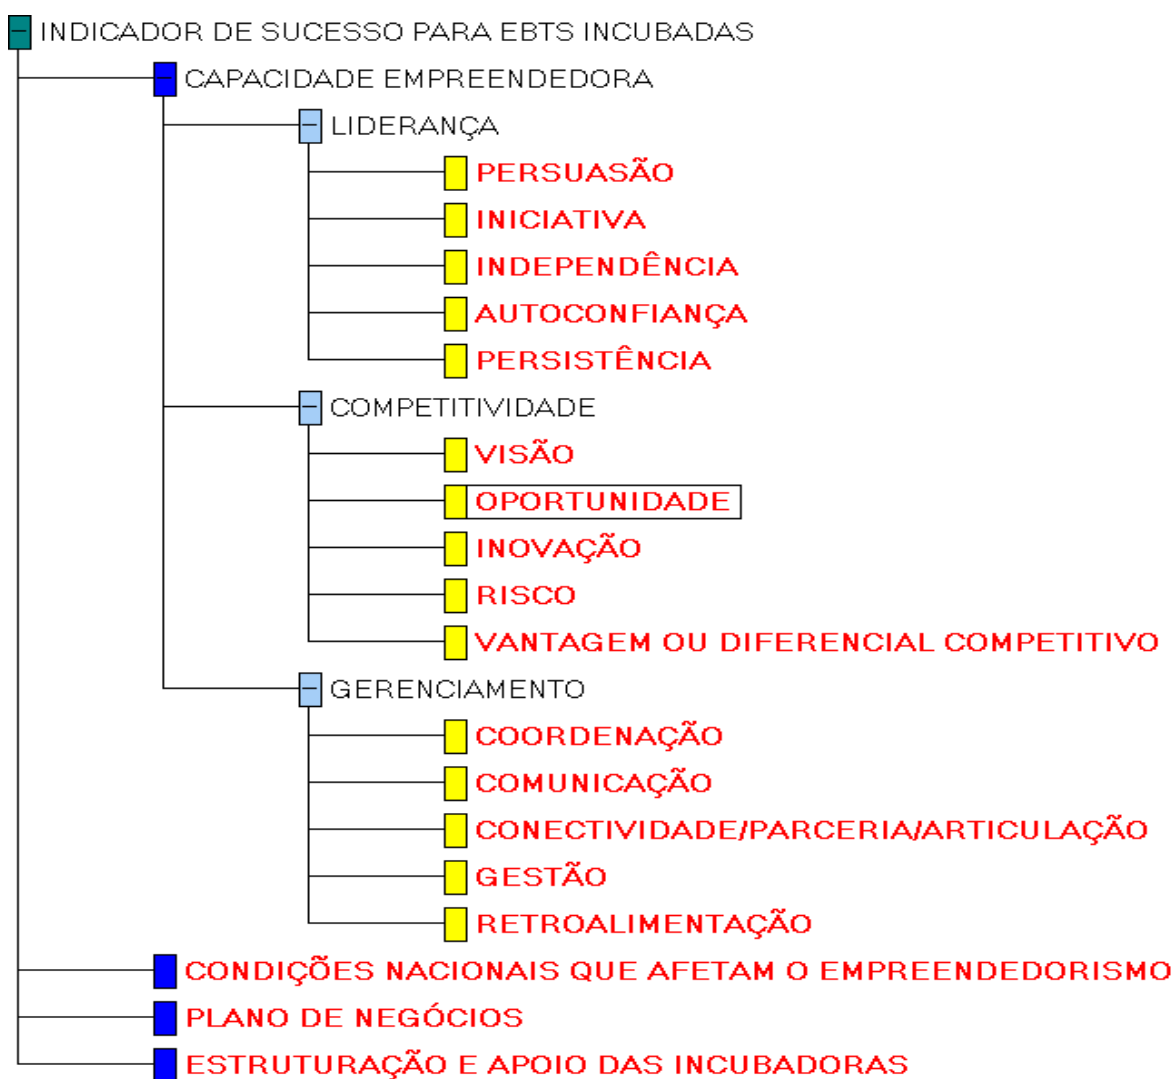 INDICADOR DE SUCESSO PARA EBTS INCUBADAS
CAPACIDADE EMPREENDEDORA
LIDERANÇA
PERSUASÃO
INICIATIVA
INDEPENDÊNCIA
AUTOCONFIANÇA
PERSISTÊNCIA
COMPETITIVIDADE
VISÃO
OPORTUNIDADE
INOVAÇÃO
RISCO
VANTAGEM OU DIFERENCIAL COMPETITIVO
GERENCIAMENTO
COORDENAÇÃO
COMUNICAÇÃO
CONECTIVIDADE/PARCERIA/ARTICULAÇÃO
GESTÃO
RETROALIMENTAÇÃO
CONDIÇÕES NACIONAIS QUE AFETAM O EMPREENDEDORISMO
PLANO DE NEGÓCIOS
ESTRUTURAÇÃO E APOIO DAS INCUBADORAS